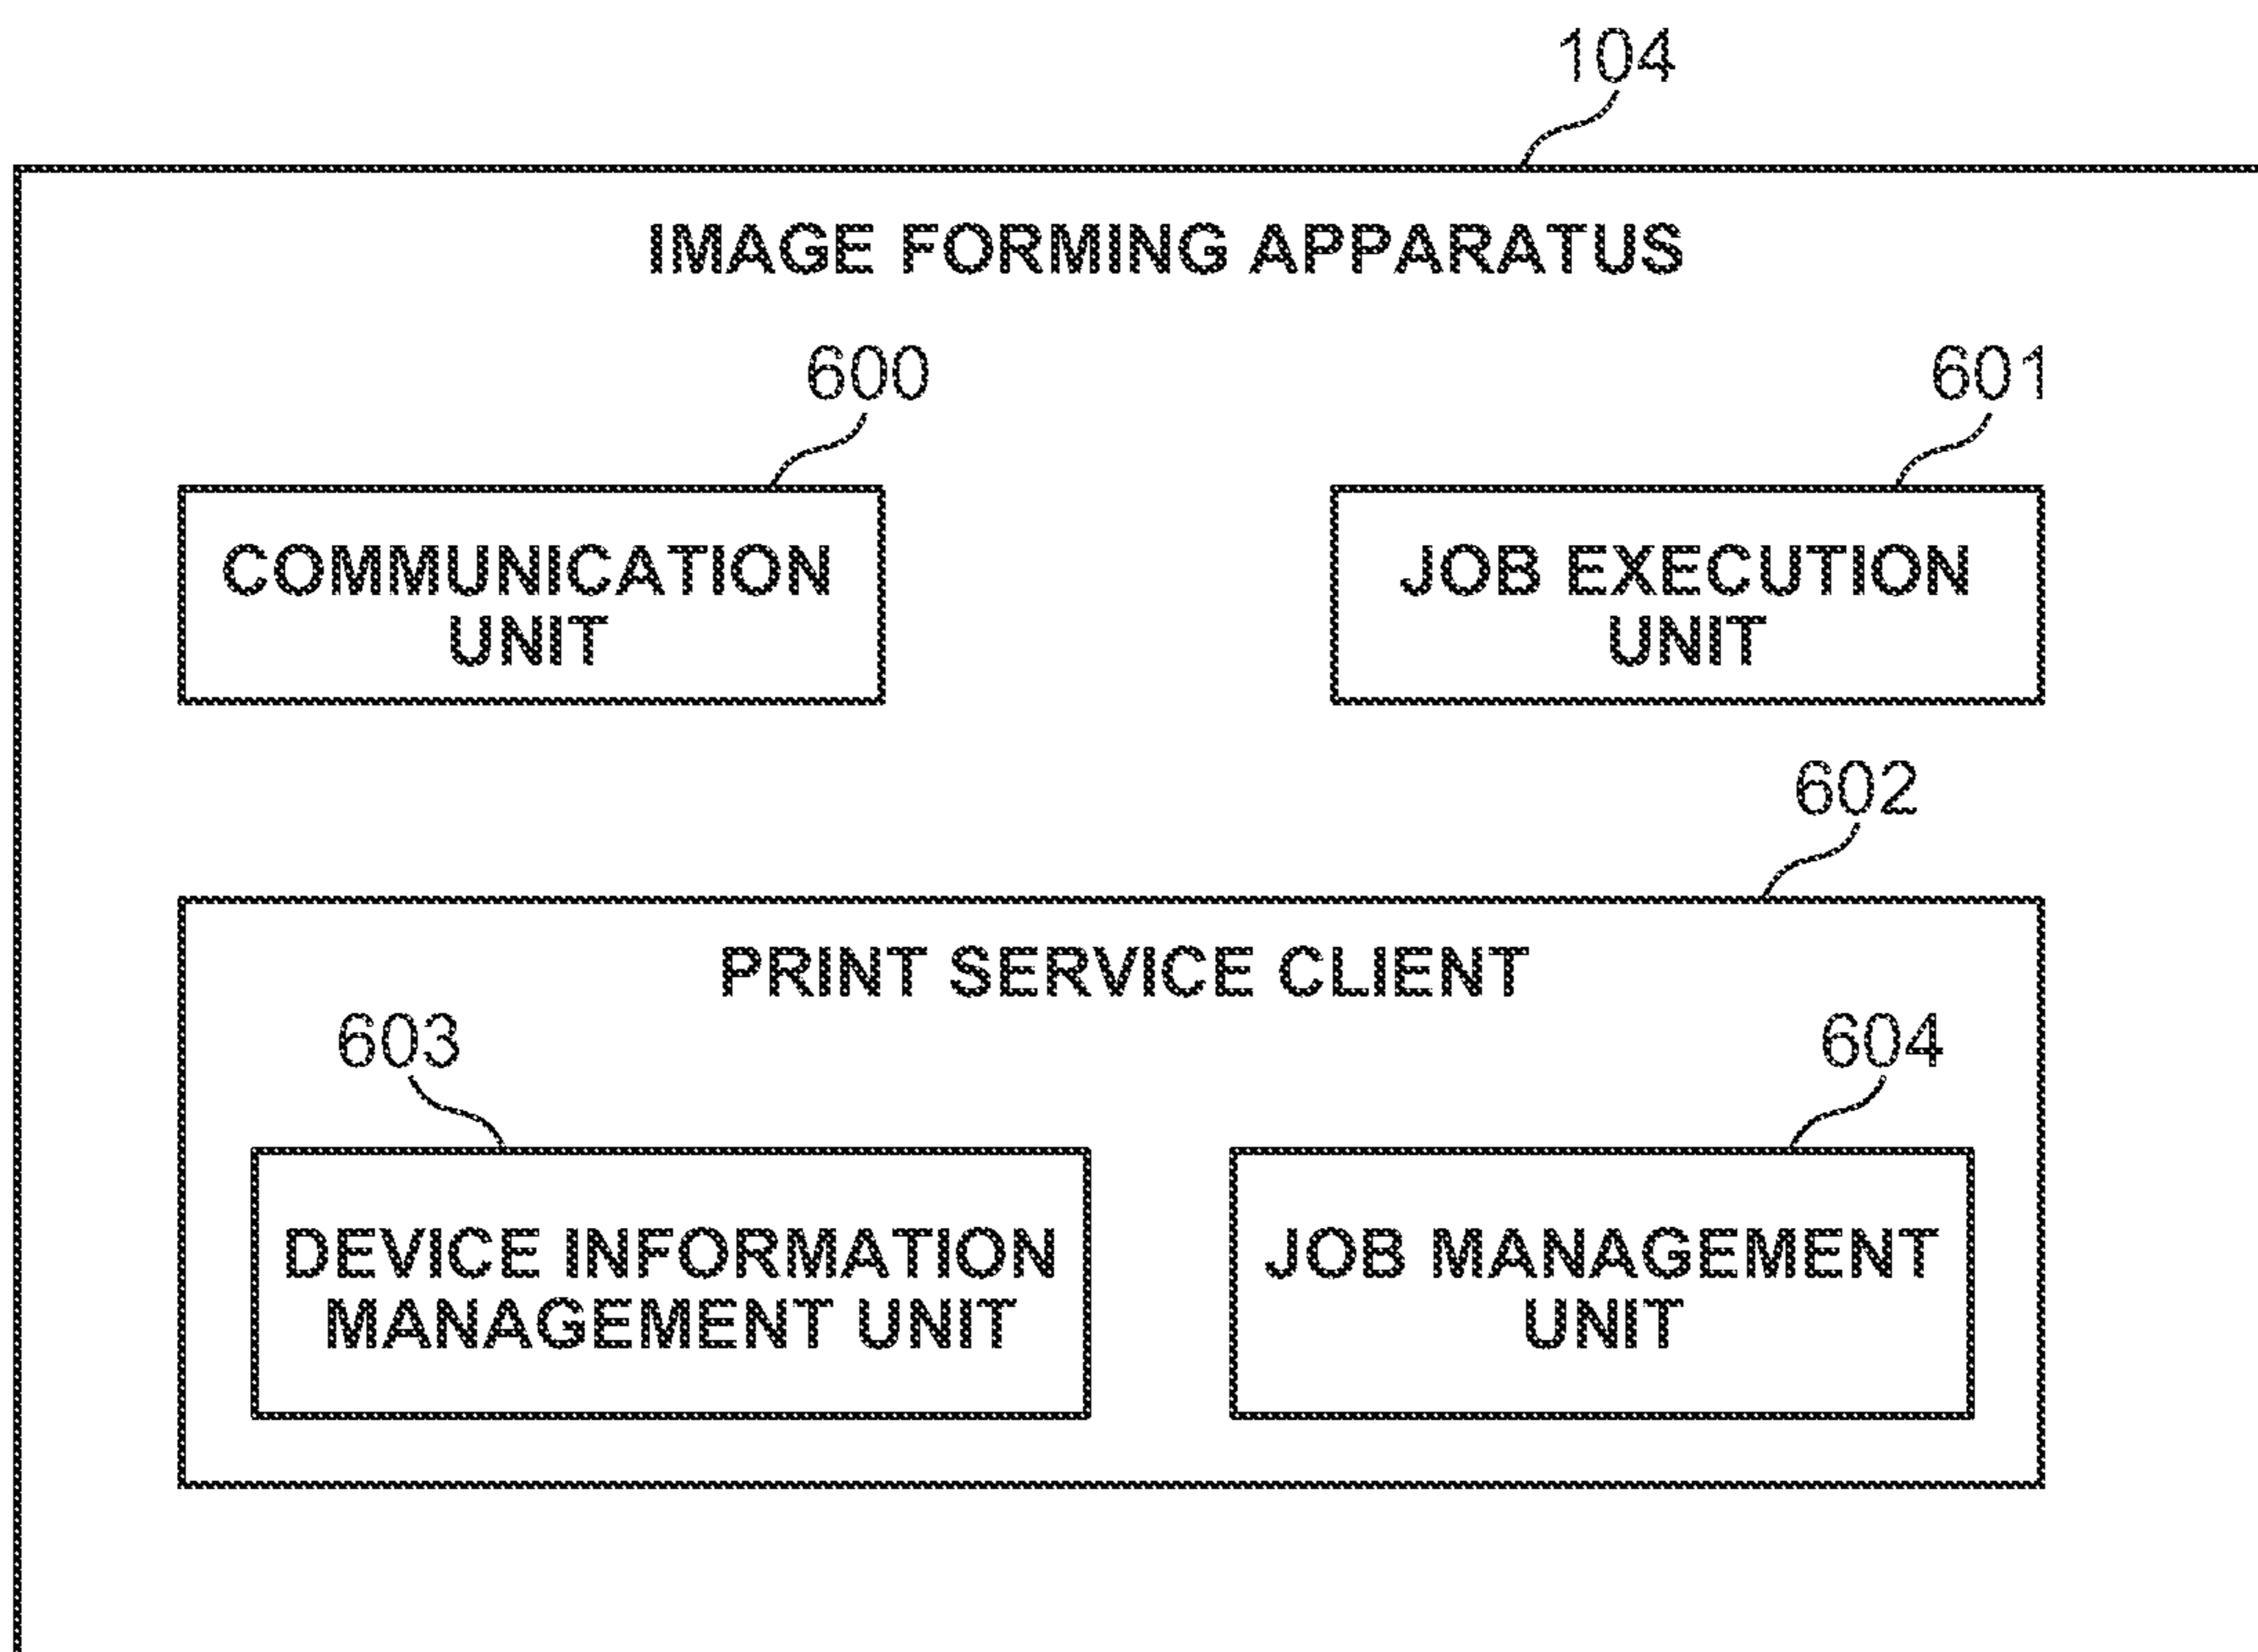 104
IMAGE FORMING APPARATUS
600
601
COMMUNICATION
UNIT
JOB EXECUTION
UNIT
602
PRINT SERVICE CLIENT
603
604
DEVICE INFORMATION
MANAGEMENT UNIT
JOB MANAGEMENT
UNIT